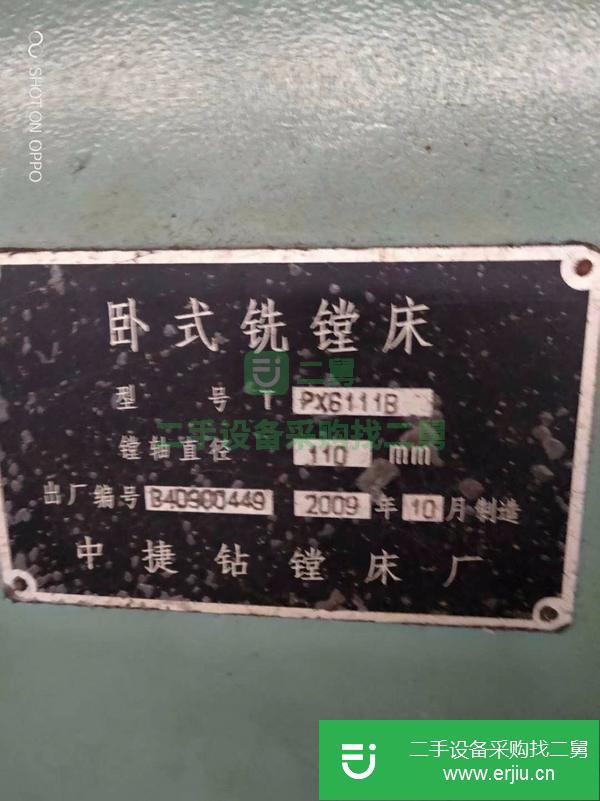 SHOT ON OPPO
卧式铣镗床
型 号 T PX6111B
镗轴直径 110 mm
出厂编号 B40900449 2009 年 10 月制造
中捷钻镗床厂
二舅
二手设备采购找二舅
二手设备采购找二舅
www.erjiu.cn